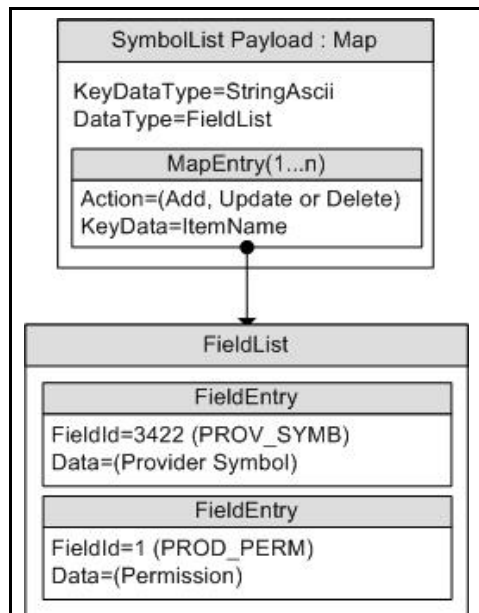 SymbolList Payload : Map
KeyDataType=StringAscii
DataType=FieldList
MapEntry(1...n)
Action=(Add, Update or Delete)
KeyData=ItemName
FieldList
FieldEntry
FieldId=3422 (PROV_SYMB)
Data=(Provider Symbol)
FieldEntry
FieldId=1 (PROD_PERM)
Data=(Permission)